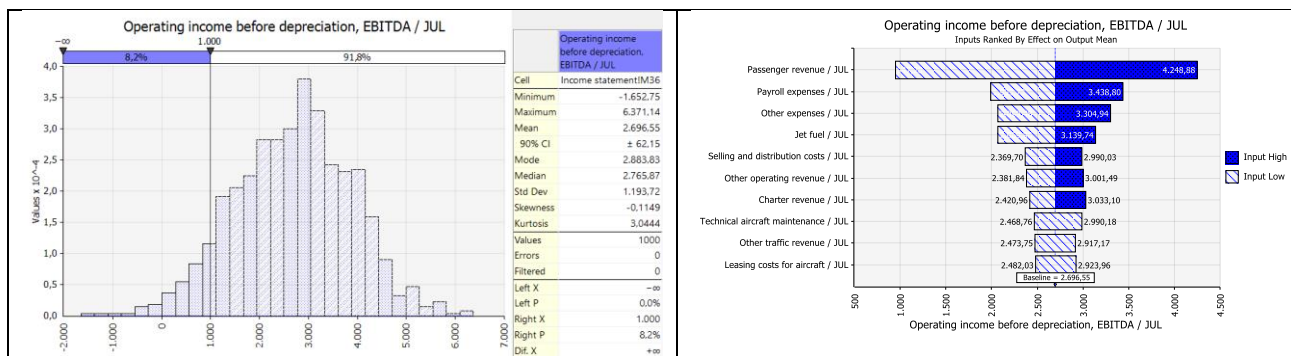 Operating income before depreciation, EBITDA / JUL
-∞
1.000
8,2%
91,8%
4,0
3,5
3,0
2,5
2,0
1,5
1,0
0,5
0,0
Values x 10^-4
-2.000
-1.000
0
1.000
2.000
3.000
4.000
5.000
6.000
7.000
Operating income
before depreciation,
EBITDA / JUL
Cell Income statement!M36
Minimum -1.652,75
Maximum 6.371,14
Mean 2.696,55
90% CI ± 62,15
Mode 2.883,83
Median 2.765,87
Std Dev 1.193,72
Skewness -0,1149
Kurtosis 3,0444
Values 1000
Errors 0
Filtered 0
Left X -∞
Left P 0.0%
Right X 1.000
Right P 8.2%
Dif. X +∞
Operating income before depreciation, EBITDA / JUL
Inputs Ranked By Effect on Output Mean
Passenger revenue / JUL 4.248,88
Payroll expenses / JUL 3.438,80
Other expenses / JUL 3.304,94
Jet fuel / JUL 3.139,74
Selling and distribution costs / JUL 2.369,70 2.990,03
Other operating revenue / JUL 2.381,84 3.001,49
Charter revenue / JUL 2.420,96 3.033,10
Technical aircraft maintenance / JUL 2.468,76 2.990,18
Other traffic revenue / JUL 2.473,75 2.917,17
Leasing costs for aircraft / JUL 2.482,03 2.923,96
Baseline = 2.696,55
Input High
Input Low
500
1.000
1.500
2.000
2.500
3.000
3.500
4.000
4.500
Operating income before depreciation, EBITDA / JUL